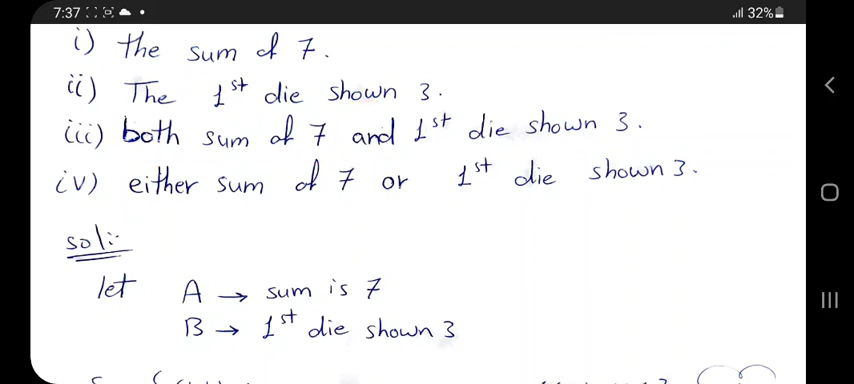 7:37
32%
i) the sum of 7.
ii) The 1st die shown 3.
iii) both sum of 7 and 1st die shown 3.
iv) either sum of 7 or 1st die shown 3.
sol:-
let A → sum is 7
B → 1st die shown 3